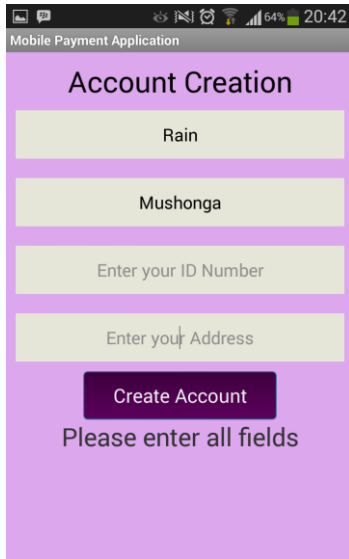 64% 20:42
Mobile Payment Application
Account Creation
Rain
Mushonga
Enter your ID Number
Enter your Address
Create Account
Please enter all fields